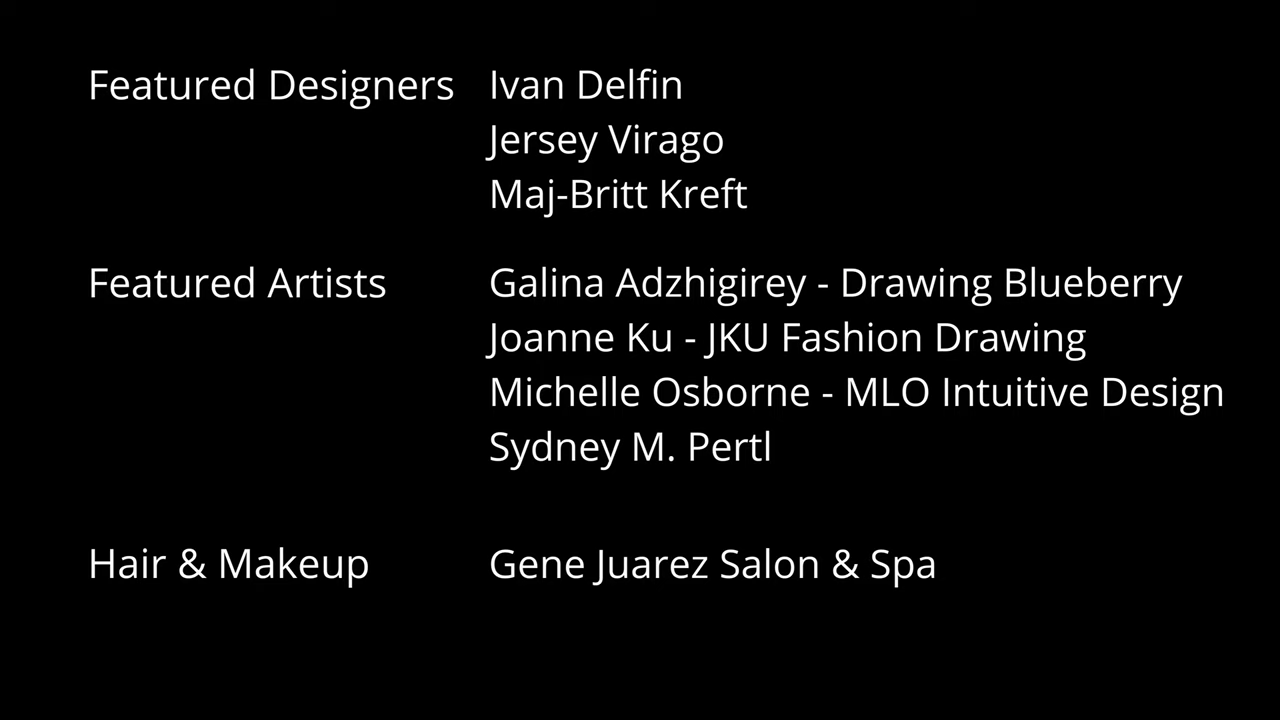 Featured Designers Ivan Delfin
Jersey Virago
Maj-Britt Kreft
Featured Artists Galina Adzhigirey - Drawing Blueberry
Joanne Ku - JKU Fashion Drawing
Michelle Osborne - MLO Intuitive Design
Sydney M. Pertl
Hair & Makeup Gene Juarez Salon & Spa